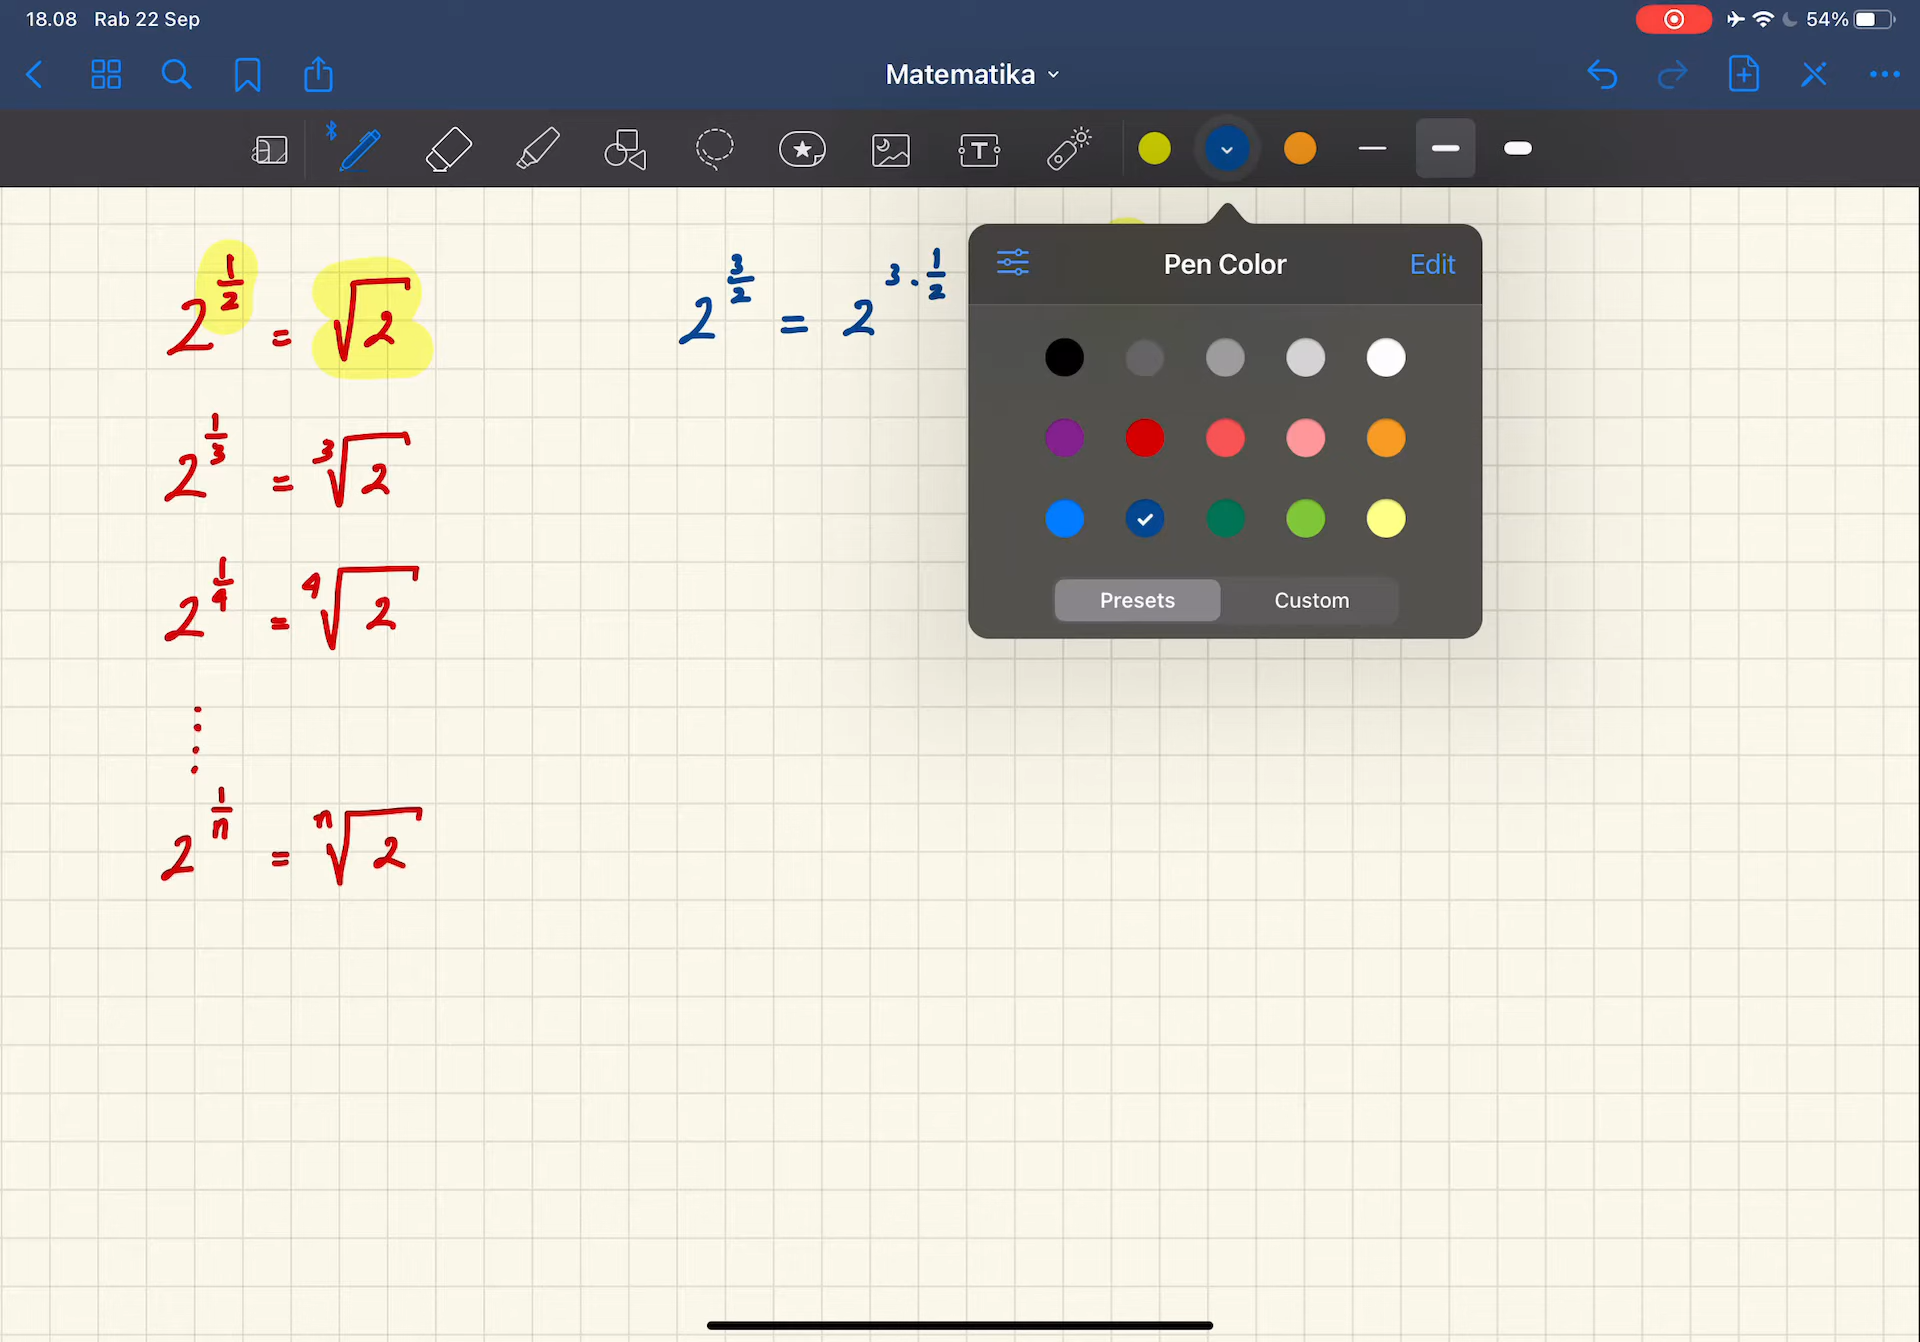 18.08 Rab 22 Sep
54%
Matematika
T
Pen Color
Edit
Presets
Custom
2^(1/2) = √2
2^(1/3) = ³√2
2^(1/4) = ⁴√2
⋮
2^(1/n) = ⁿ√2
2^(3/2) = 2^(3·1/2)